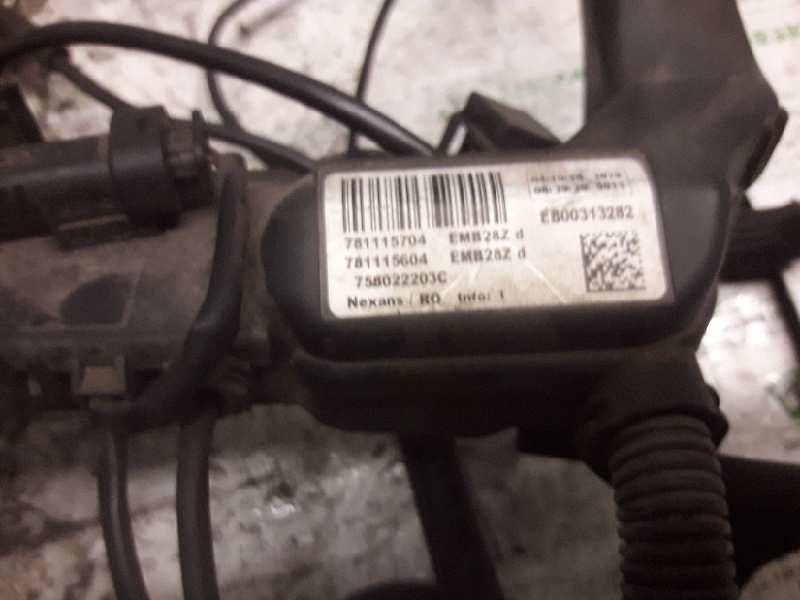 781115704 EMB28Z d
781115604 EMB28Z d
758022203C
Nexans / RO Info: 1
EB00313282